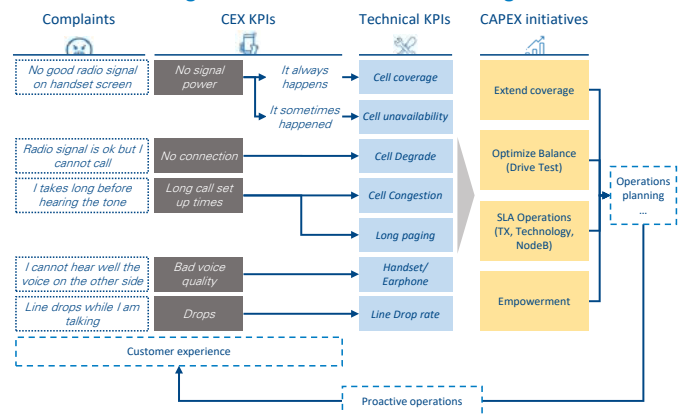 Complaints
CEX KPIs
Technical KPIs
CAPEX initiatives
No good radio signal
on handset screen
No signal
power
It always
happens
It sometimes
happened
Cell coverage
Cell unavailability
Extend coverage
Radio signal is ok but I
cannot call
No connection
Cell Degrade
Optimize Balance
(Drive Test)
I takes long before
hearing the tone
Long call set
up times
Cell Congestion
Long paging
SLA Operations
(TX, Technology,
NodeB)
Operations
planning
...
I cannot hear well the
voice on the other side
Bad voice
quality
Handset/
Earphone
Empowerment
Line drops while I am
talking
Drops
Line Drop rate
Customer experience
Proactive operations